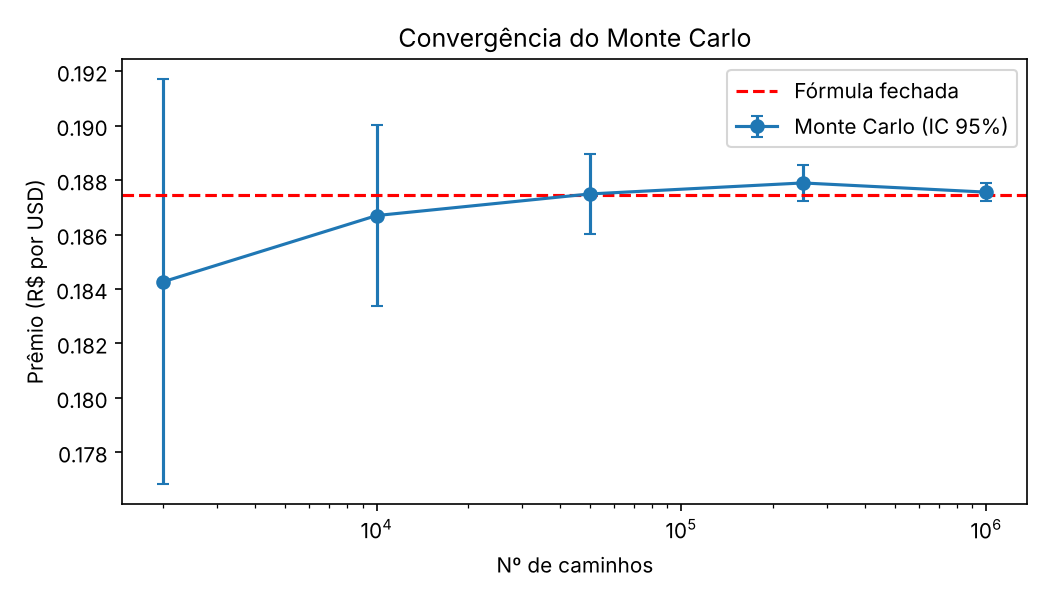 Convergência do Monte Carlo
Fórmula fechada
Monte Carlo (IC 95%)
Prêmio (R$ por USD)
0.192
0.190
0.188
0.186
0.184
0.182
0.180
0.178
10⁴
10⁵
10⁶
Nº de caminhos